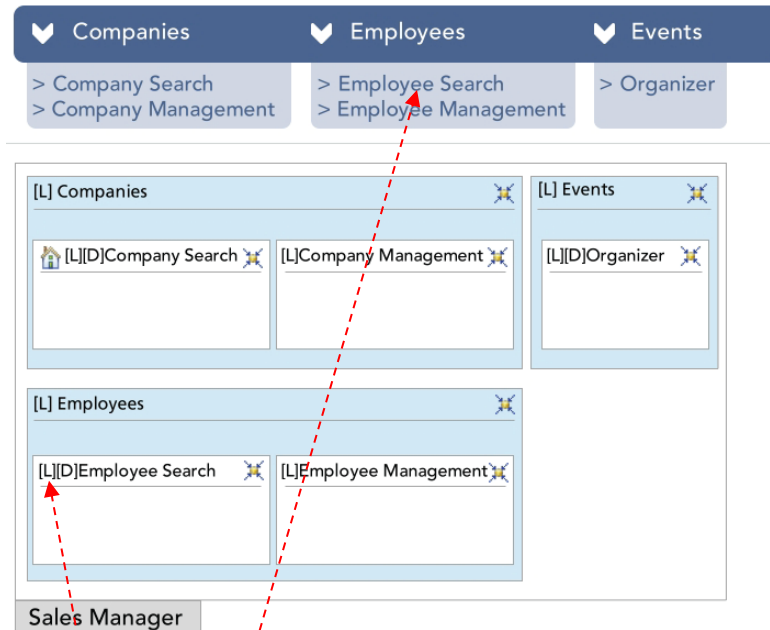 Companies Employees Events
> Company Search > Employee Search > Organizer
> Company Management > Employee Management
[L] Companies [L] Events
[L][D]Company Search [L]Company Management [L][D]Organizer
[L] Employees
[L][D]Employee Search [L]Employee Management
Sales Manager